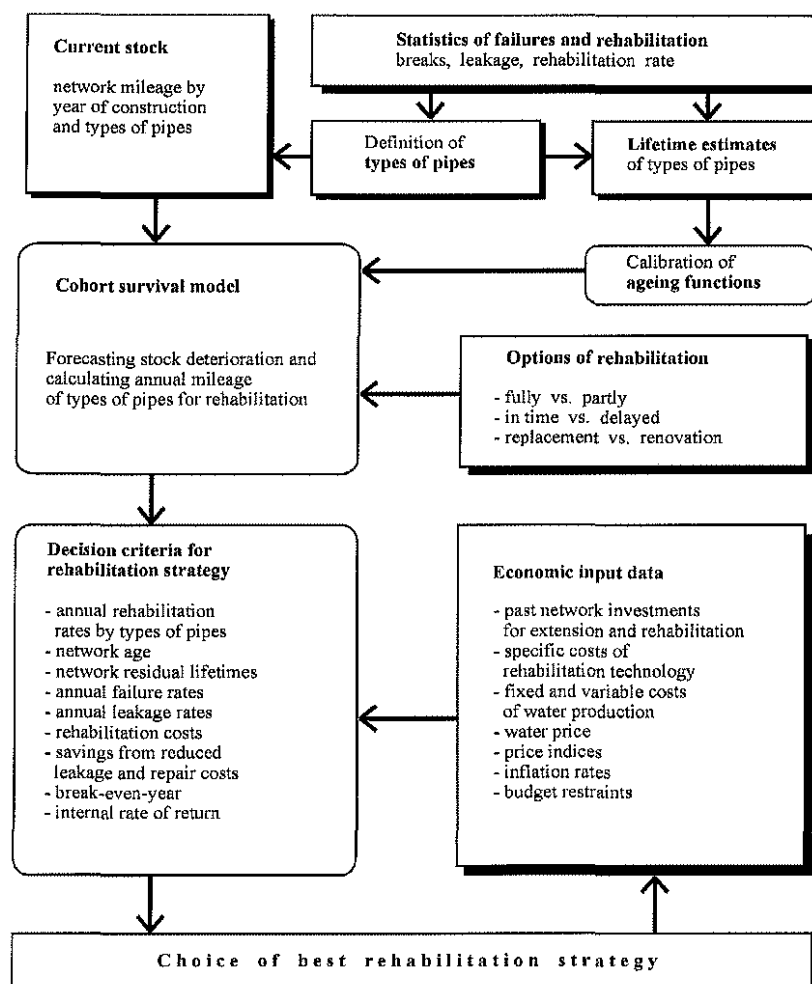 Current stock
network mileage by
year of construction
and types of pipes
Statistics of failures and rehabilitation
breaks, leakage, rehabilitation rate
Definition of
types of pipes
Lifetime estimates
of types of pipes
Cohort survival model
Forecasting stock deterioration and
calculating annual mileage
of types of pipes for rehabilitation
Calibration of
ageing functions
Options of rehabilitation
- fully vs. partly
- in time vs. delayed
- replacement vs. renovation
Decision criteria for
rehabilitation strategy
- annual rehabilitation
rates by types of pipes
- network age
- network residual lifetimes
- annual failure rates
- annual leakage rates
- rehabilitation costs
- savings from reduced
leakage and repair costs
- break-even-year
- internal rate of return
Economic input data
- past network investments
for extension and rehabilitation
- specific costs of
rehabilitation technology
- fixed and variable costs
of water production
- water price
- price indices
- inflation rates
- budget restraints
Choice of best rehabilitation strategy